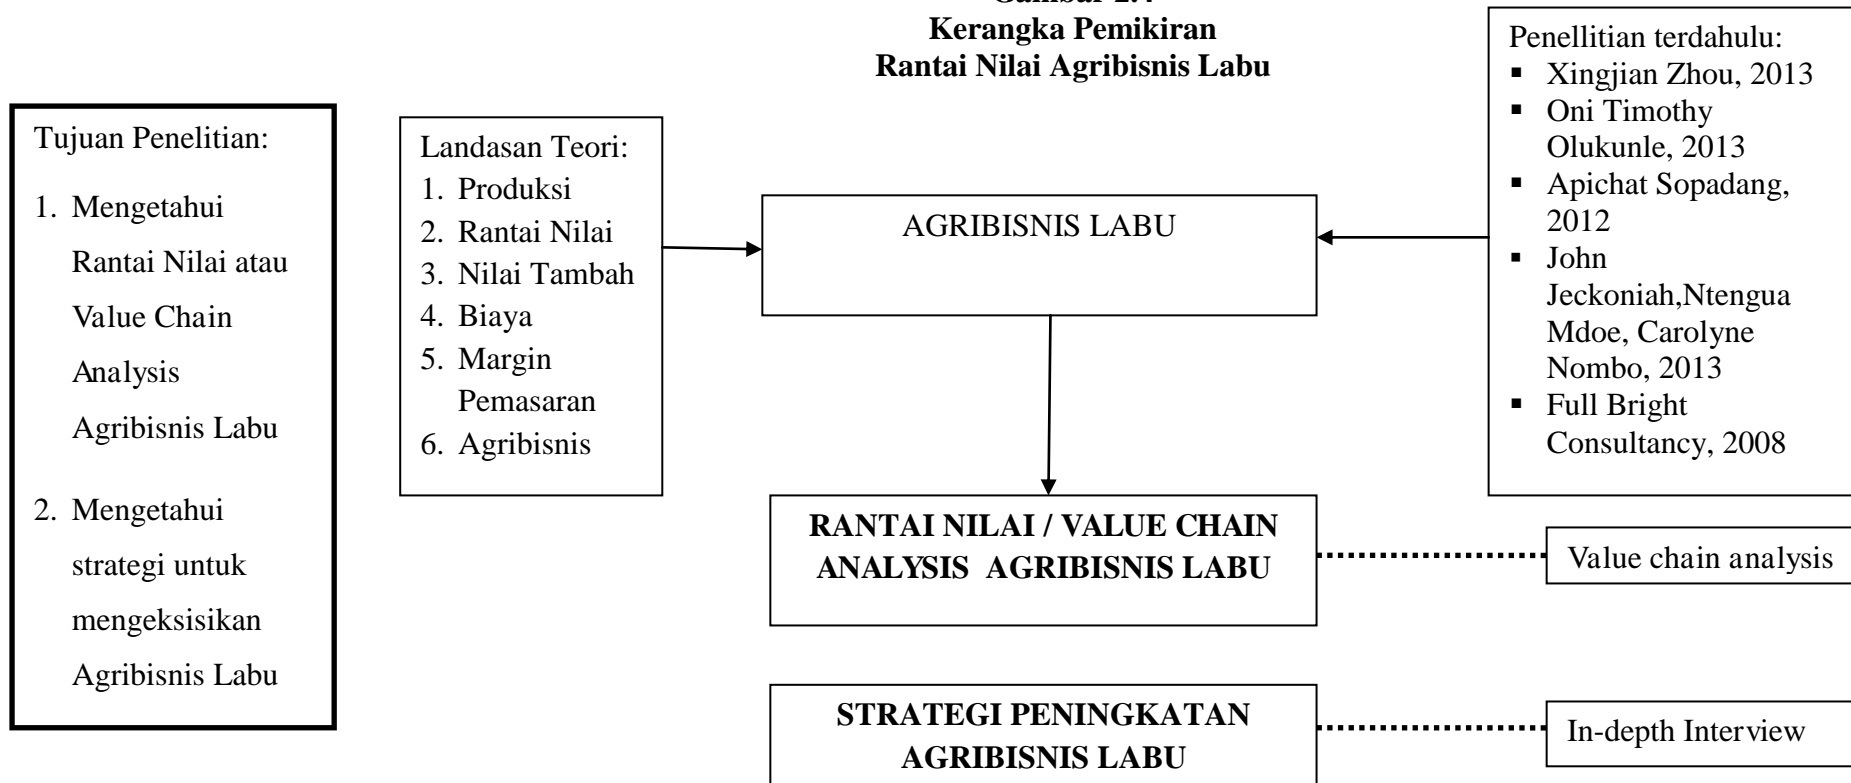 Kerangka Pemikiran
Rantai Nilai Agribisnis Labu
Tujuan Penelitian:
1. Mengetahui
Rantai Nilai atau
Value Chain
Analysis
Agribisnis Labu
2. Mengetahui
strategi untuk
mengeksisikan
Agribisnis Labu
Landasan Teori:
1. Produksi
2. Rantai Nilai
3. Nilai Tambah
4. Biaya
5. Margin
Pemasaran
6. Agribisnis
AGRIBISNIS LABU
Penellitian terdahulu:
▪ Xingjian Zhou, 2013
▪ Oni Timothy
Olukunle, 2013
▪ Apichat Sopadang,
2012
▪ John
Jeckoniah,Ntengua
Mdoe, Carolyne
Nombo, 2013
▪ Full Bright
Consultancy, 2008
RANTAI NILAI / VALUE CHAIN
ANALYSIS AGRIBISNIS LABU
Value chain analysis
STRATEGI PENINGKATAN
AGRIBISNIS LABU
In-depth Interview